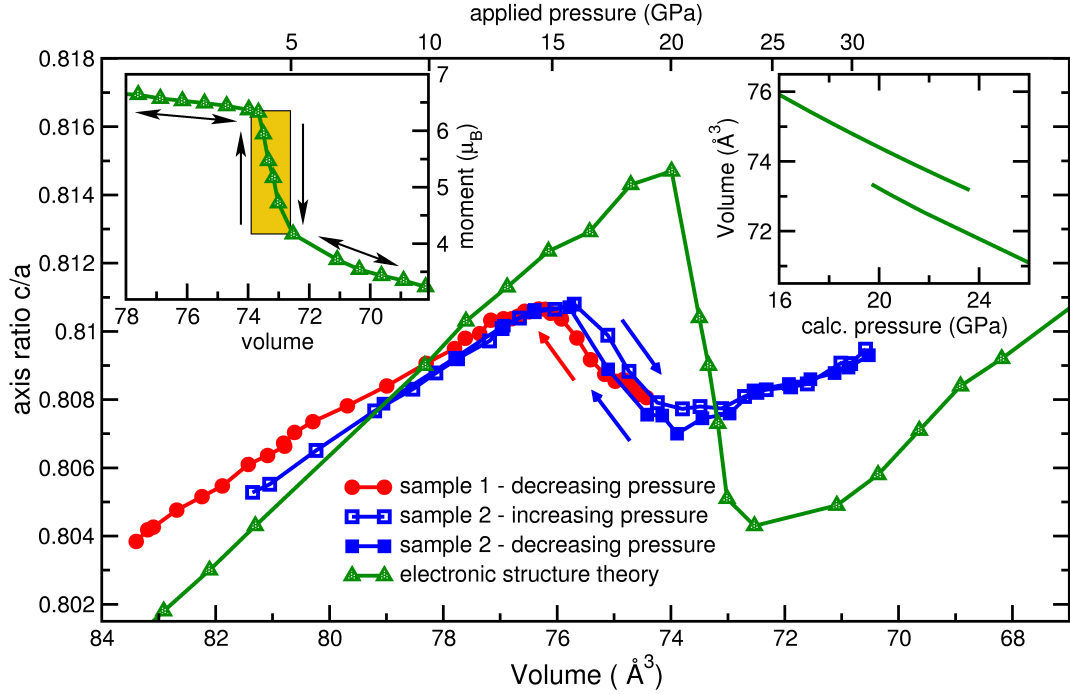 applied pressure (GPa)
5 10 15 20 25 30
0.818
0.816
0.814
0.812
0.81
0.808
0.806
0.804
0.802
axis ratio c/a
7
6
5
4
moment (μB)
78 76 74 72 70
volume
76
74
72
Volume (Å³)
16 20 24
calc. pressure (GPa)
sample 1 - decreasing pressure
sample 2 - increasing pressure
sample 2 - decreasing pressure
electronic structure theory
84 82 80 78 76 74 72 70 68
Volume ( Å³)